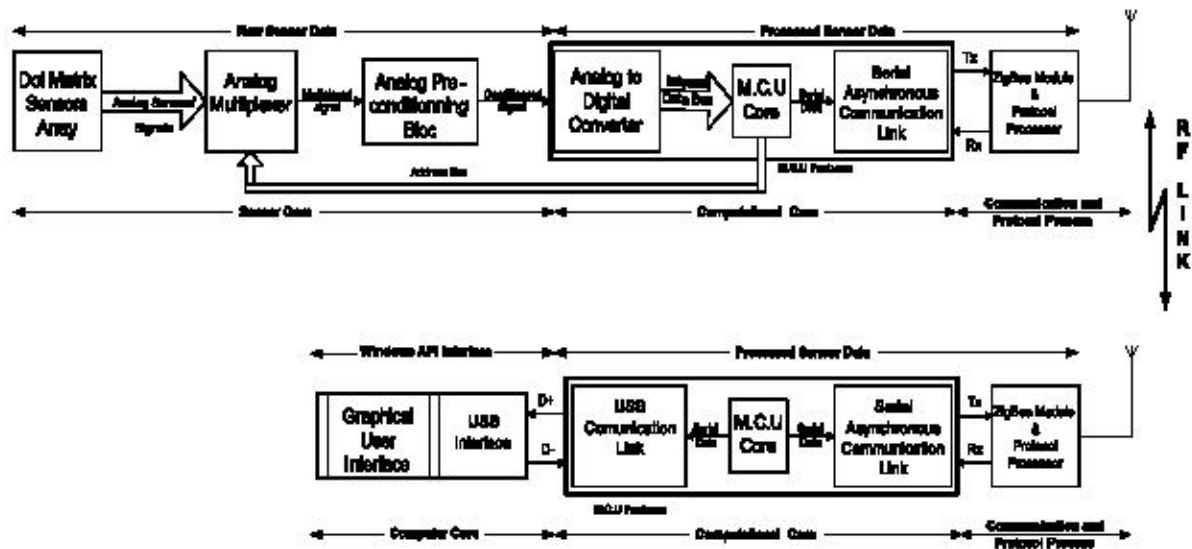 Raw Sensor Data
Processed Sensor Data
Dot Matrix
Sensors
Array
Analog Sensors'
Signals
Analog
Multiplexer
Multiplexed
Signal
Analog Pre-
conditionning
Bloc
Conditioned
Signal
Analog to
Digital
Converter
Internal
Data Bus
M.C.U
Core
Serial
Data
Serial
Asynchronous
Communication
Link
Tx
Rx
ZigBee Module
&
Protocol
Processor
Address Bus
M.C.U Features
Sensor Core
Computational Core
Communication and
Protocol Process
RF LINK
Windows API Interface
Processed Sensor Data
Graphical
User
Interface
USB
Interface
D+
D-
USB
Comunication
Link
Serial
Data
M.C.U
Core
Serial
Data
Serial
Asynchronous
Communication
Link
Tx
Rx
ZigBee Module
&
Protocol
Processor
M.C.U Features
Computer Core
Computational Core
Communication and
Protocol Process